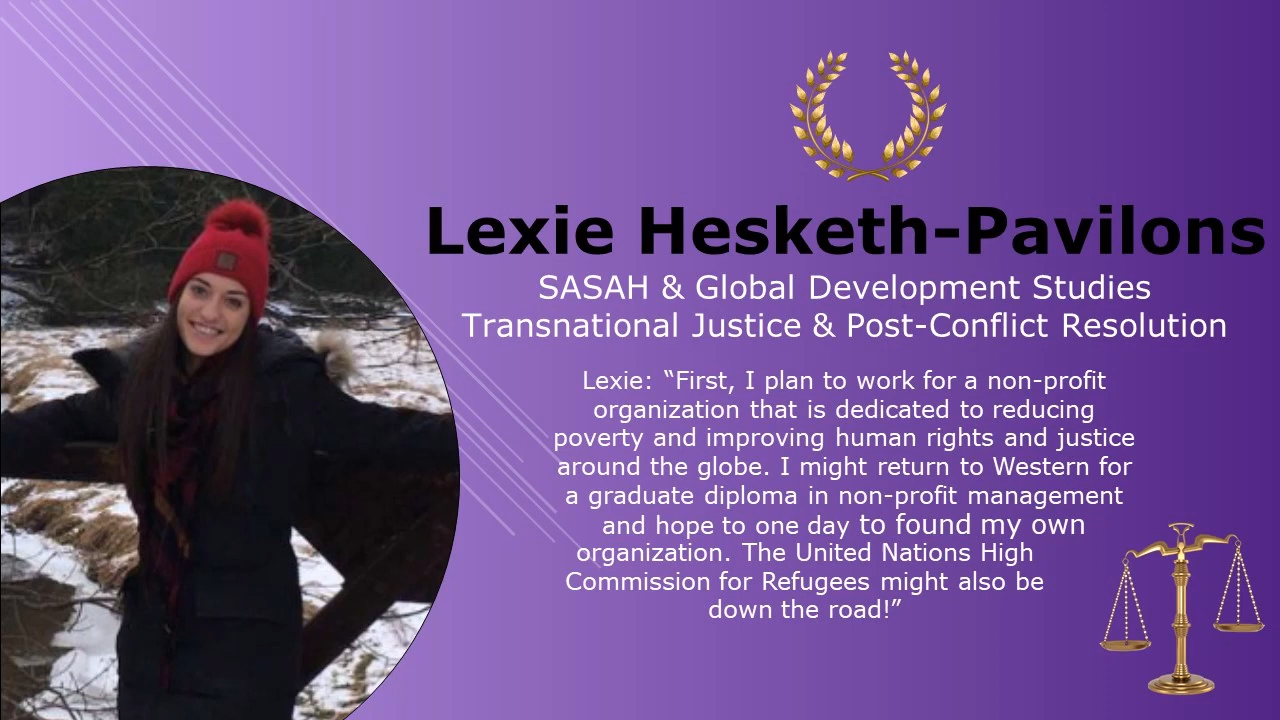 Lexie Hesketh-Pavilons
SASAH & Global Development Studies
Transnational Justice & Post-Conflict Resolution
Lexie: “First, I plan to work for a non-profit
organization that is dedicated to reducing
poverty and improving human rights and justice
around the globe. I might return to Western for
a graduate diploma in non-profit management
and hope to one day to found my own
organization. The United Nations High
Commission for Refugees might also be
down the road!”